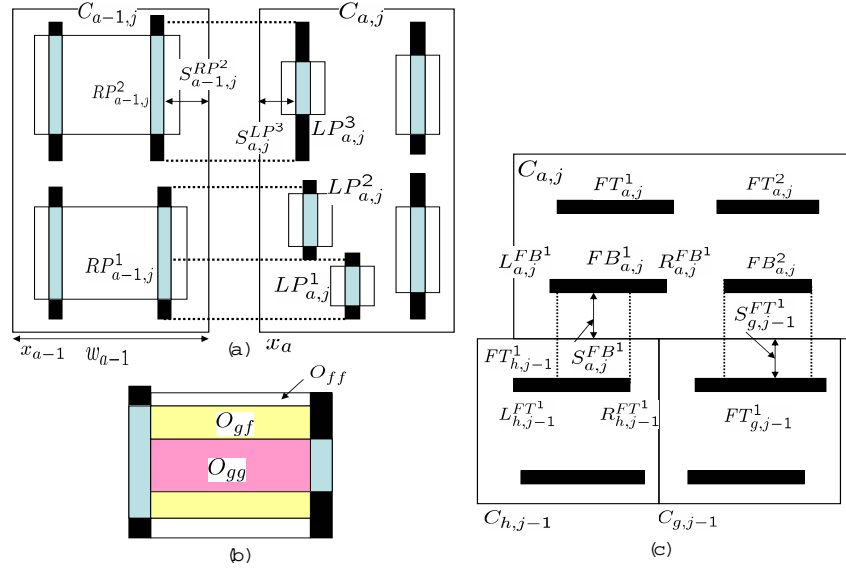 C_{a-1,j}
C_{a,j}
RP^2_{a-1,j}
S^{RP^2}_{a-1,j}
S^{LP^3}_{a,j}
LP^3_{a,j}
LP^2_{a,j}
RP^1_{a-1,j}
LP^1_{a,j}
x_{a-1} w_{a-1} (a) x_a
O_{ff}
O_{gf}
O_{gg}
(b)
C_{a,j}
FT^1_{a,j} FT^2_{a,j}
L^{FB^1}_{a,j} FB^1_{a,j} R^{FB^1}_{a,j} FB^2_{a,j}
S^{FT^1}_{g,j-1}
FT^1_{h,j-1} S^{FB^1}_{a,j}
L^{FT^1}_{h,j-1} R^{FT^1}_{h,j-1} FT^1_{g,j-1}
C_{h,j-1} C_{g,j-1}
(c)